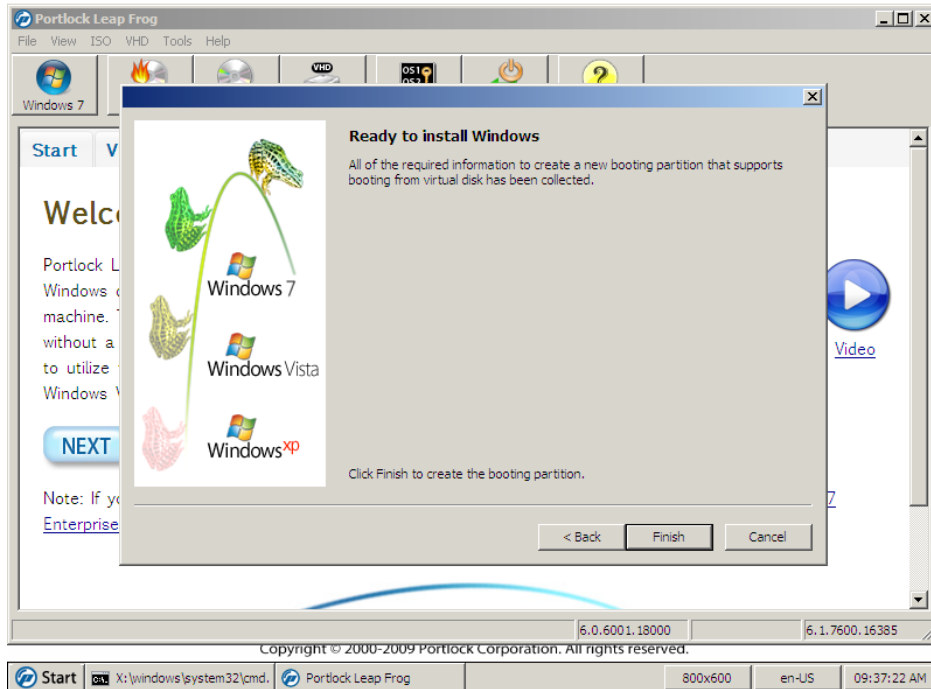 Portlock Leap Frog
File View ISO VHD Tools Help
VHD
OS1
Windows 7
Start V
Ready to install Windows
All of the required information to create a new booting partition that supports
booting from virtual disk has been collected.
Welc
Portlock L
Windows
machine.
without a
to utilize
Windows
Windows 7
Windows Vista
Windows xp
Video
NEXT
Click Finish to create the booting partition.
Note: If yo
7
Enterprise
< Back Finish Cancel
6.0.6001.18000 6.1.7600.16385
Copyright © 2000-2009 Portlock Corporation. All rights reserved.
Start X:\windows\system32\cmd. Portlock Leap Frog 800x600 en-US 09:37:22 AM